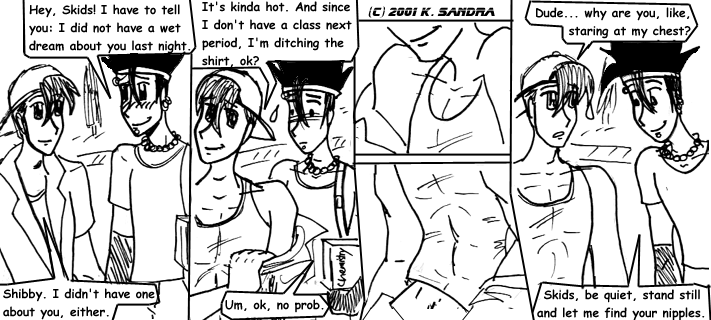 Hey, Skids! I have to tell
you: I did not have a wet
dream about you last night.
Shibby. I didn't have one
about you, either.
It's kinda hot. And since
I don't have a class next
period, I'm ditching the
shirt, ok?
Um, ok, no prob.
Chemistry
(C) 2001 K. SANDRA
Dude... why are you, like,
staring at my chest?
Skids, be quiet, stand still
and let me find your nipples.